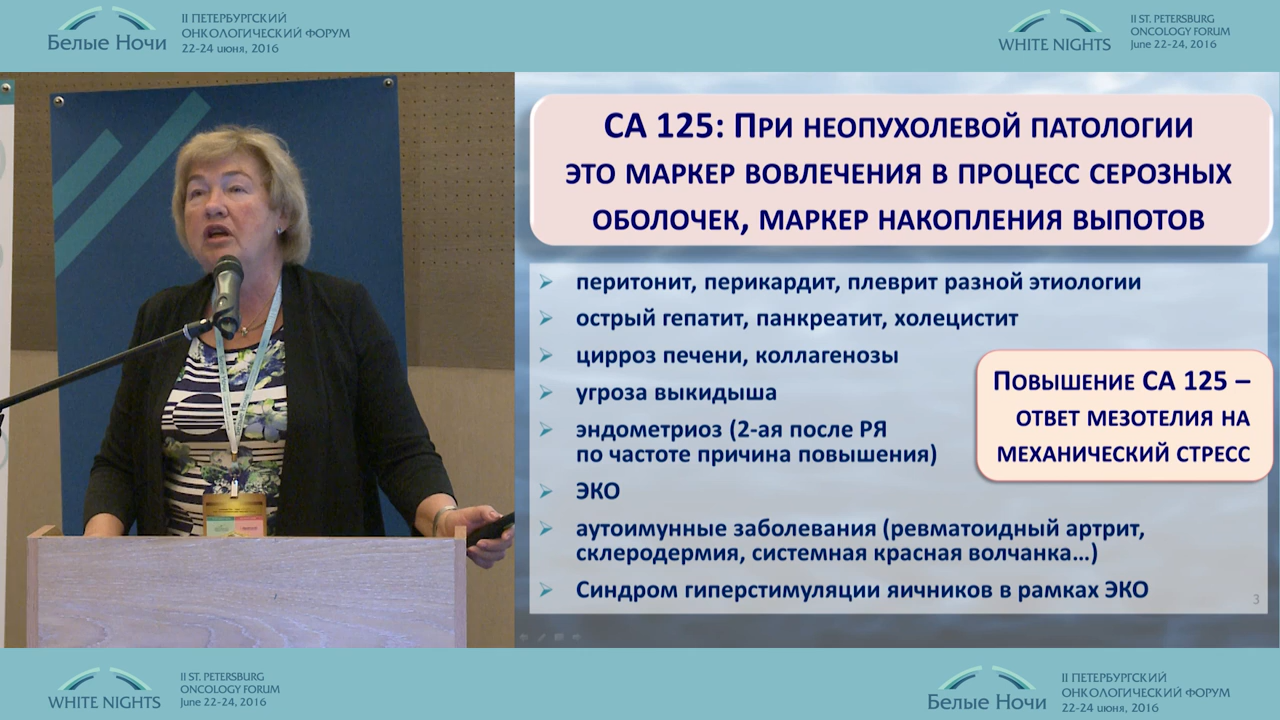 Белые Ночи
II ПЕТЕРБУРГСКИЙ
ОНКОЛОГИЧЕСКИЙ ФОРУМ
22-24 июня, 2016
WHITE NIGHTS
II ST. PETERSBURG
ONCOLOGY FORUM
June 22-24, 2016
СА 125: При неопухолевой патологии
это маркер вовлечения в процесс серозных
оболочек, маркер накопления выпотов
перитонит, перикардит, плеврит разной этиологии
острый гепатит, панкреатит, холецистит
цирроз печени, коллагенозы
угроза выкидыша
эндометриоз (2-ая после РЯ
по частоте причина повышения)
ЭКО
аутоимунные заболевания (ревматоидный артрит,
склеродермия, системная красная волчанка...)
Синдром гиперстимуляции яичников в рамках ЭКО
Повышение СА 125 –
ответ мезотелия на
механический стресс
3
WHITE NIGHTS
II ST. PETERSBURG
ONCOLOGY FORUM
June 22-24, 2016
Белые Ночи
II ПЕТЕРБУРГСКИЙ
ОНКОЛОГИЧЕСКИЙ ФОРУМ
22-24 июня, 2016